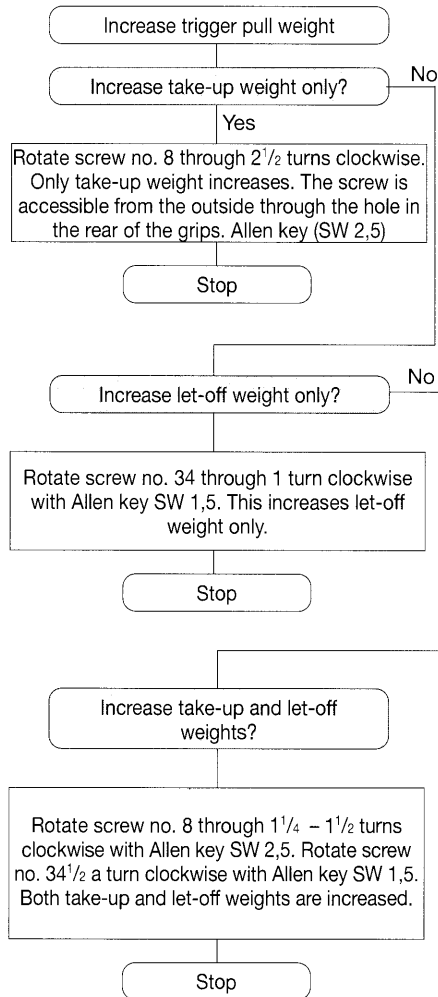 Increase trigger pull weight
Increase take-up weight only?
No
Yes
Rotate screw no. 8 through 2 1/2 turns clockwise.
Only take-up weight increases. The screw is
accessible from the outside through the hole in
the rear of the grips. Allen key (SW 2,5)
Stop
Increase let-off weight only?
No
Rotate screw no. 34 through 1 turn clockwise
with Allen key SW 1,5. This increases let-off
weight only.
Stop
Increase take-up and let-off
weights?
Rotate screw no. 8 through 1 1/4 – 1 1/2 turns
clockwise with Allen key SW 2,5. Rotate screw
no. 34 1/2 a turn clockwise with Allen key SW 1,5.
Both take-up and let-off weights are increased.
Stop